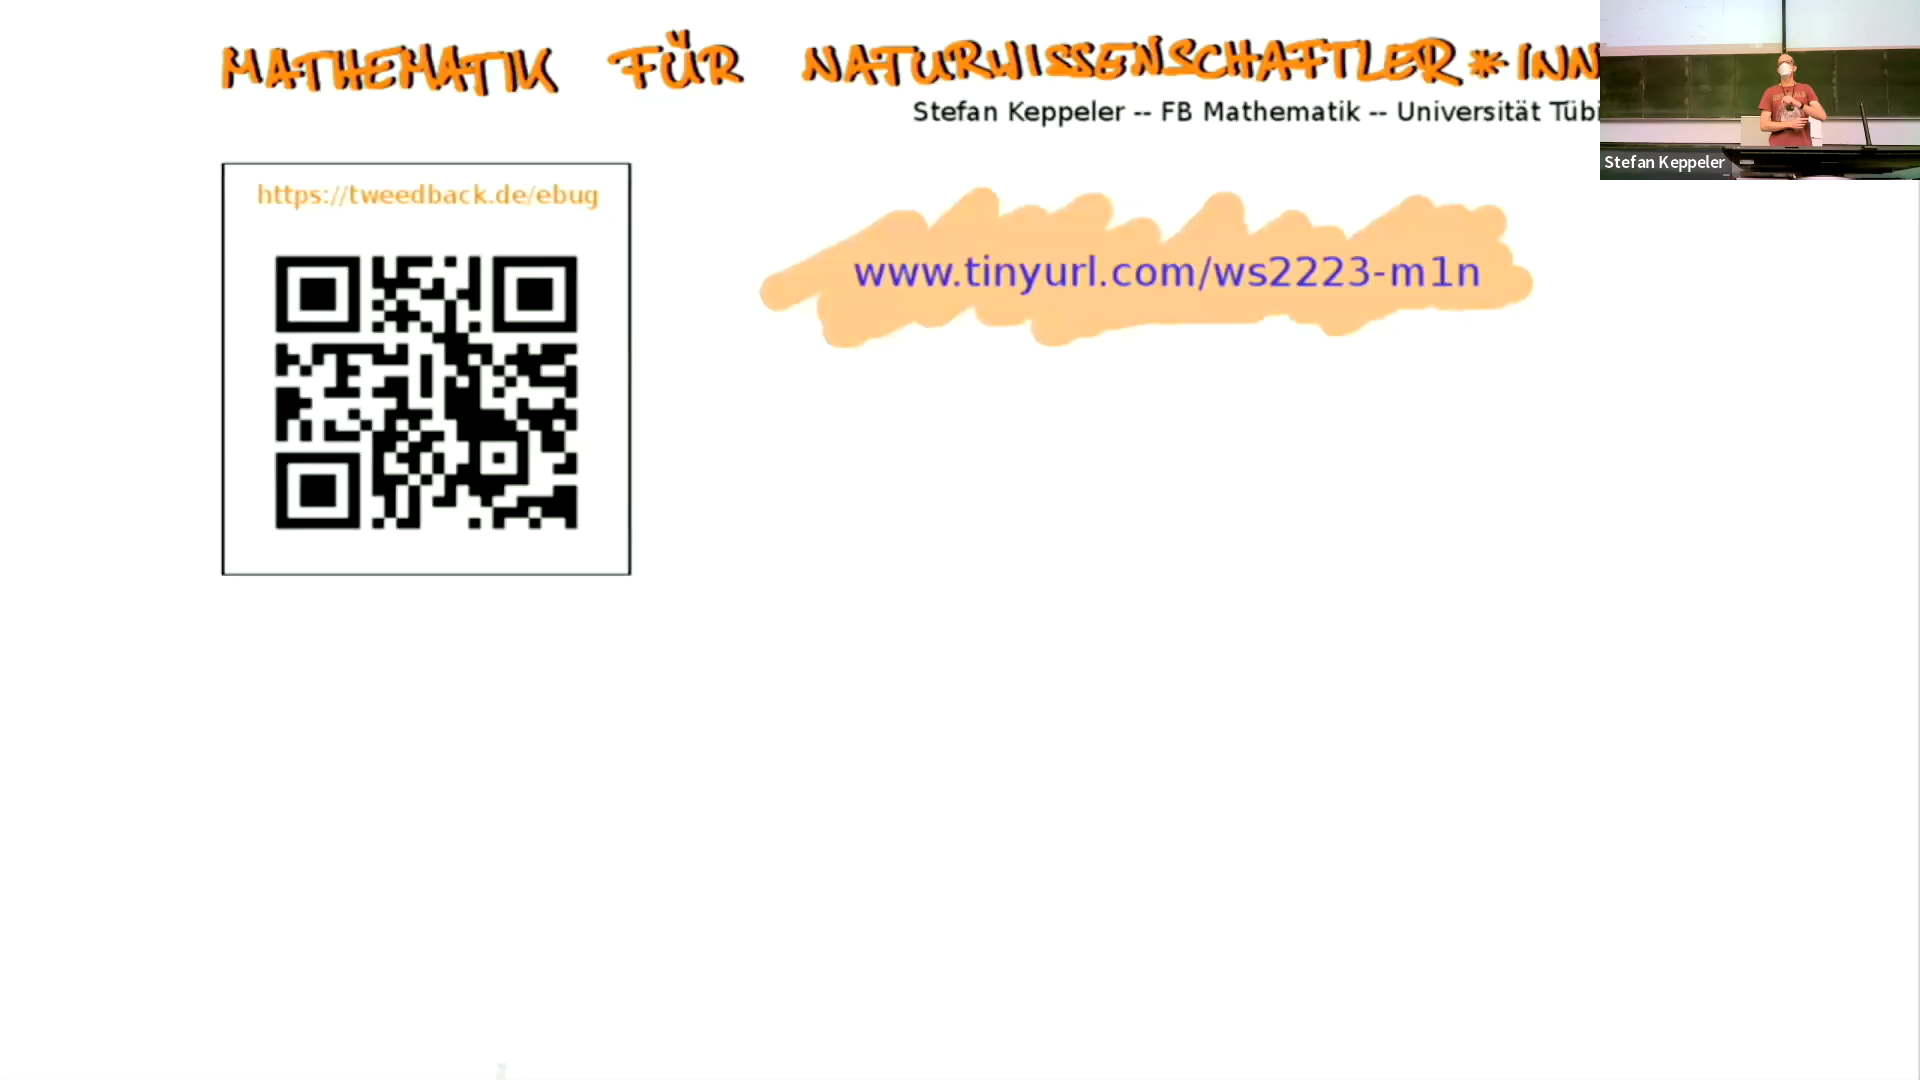 MATHEMATIK FÜR NATURWISSENSCHAFTLER*INN
Stefan Keppeler -- FB Mathematik -- Universität Tübi
Stefan Keppeler
https://tweedback.de/ebug
www.tinyurl.com/ws2223-m1n